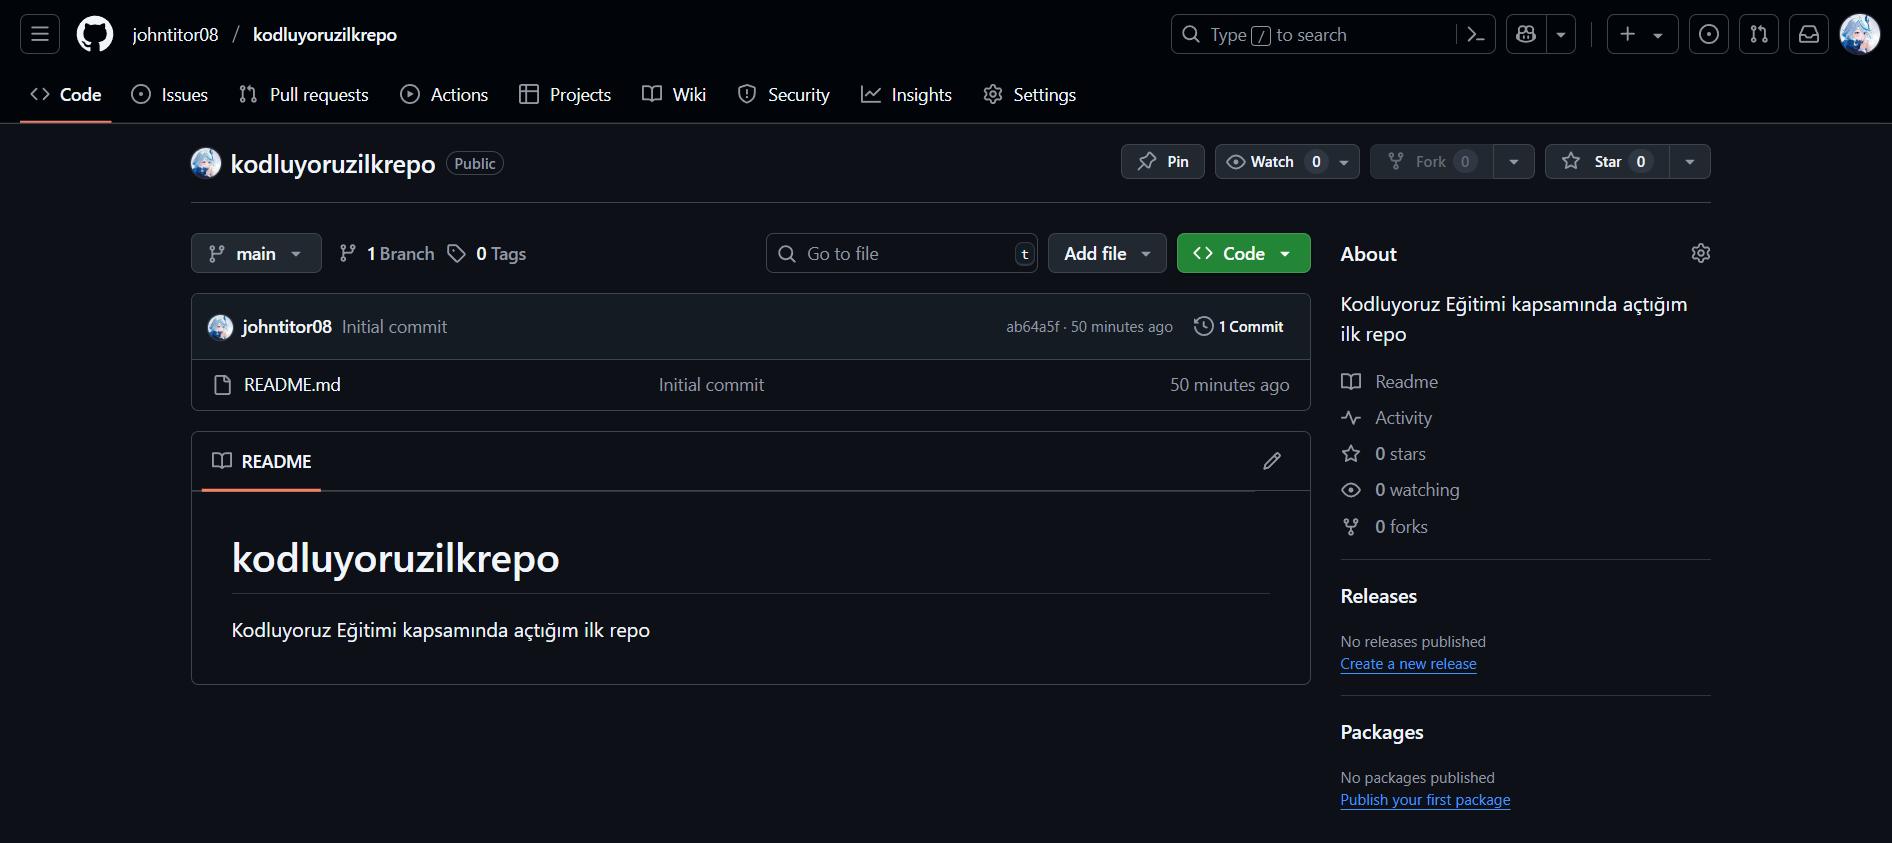 johntitor08 / kodluyoruzilkrepo
Type / to search
Code Issues Pull requests Actions Projects Wiki Security Insights Settings
kodluyoruzilkrepo Public
Pin Watch 0 Fork 0 Star 0
main 1 Branch 0 Tags Go to file t Add file Code
johntitor08 Initial commit ab64a5f · 50 minutes ago 1 Commit
README.md Initial commit 50 minutes ago
README
kodluyoruzilkrepo
Kodluyoruz Eğitimi kapsamında açtığım ilk repo
About
Kodluyoruz Eğitimi kapsamında açtığım
ilk repo
Readme
Activity
0 stars
0 watching
0 forks
Releases
No releases published
Create a new release
Packages
No packages published
Publish your first package